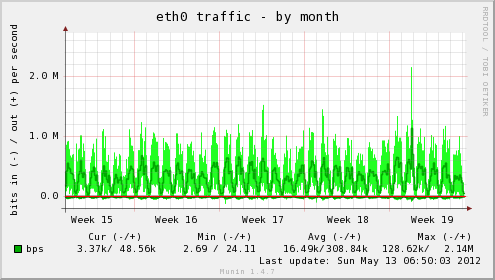 eth0 traffic - by month
RRDTOOL / TOBI OETIKER
bits in (-) / out (+) per second
2.0 M
1.0 M
0.0
Week 15 Week 16 Week 17 Week 18 Week 19
Cur (-/+) Min (-/+) Avg (-/+) Max (-/+)
bps 3.37k/ 48.56k 2.69 / 24.11 16.49k/308.84k 128.62k/ 2.14M
Last update: Sun May 13 06:50:03 2012
Munin 1.4.7